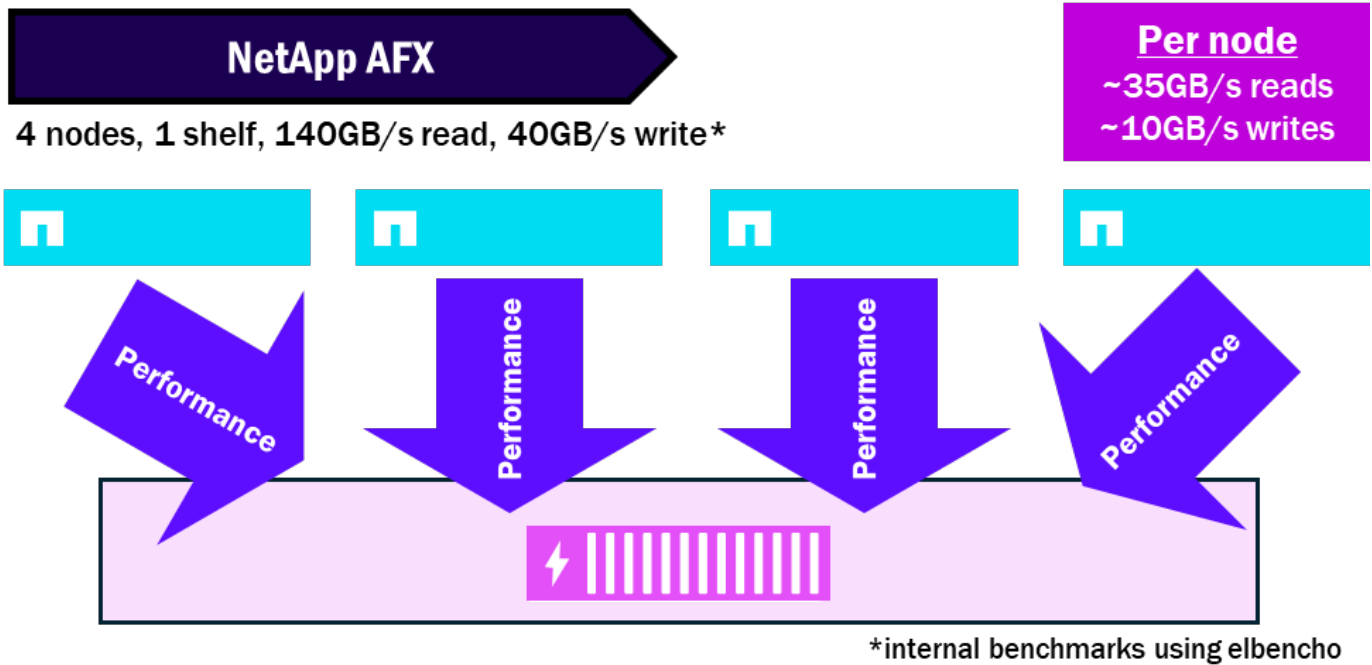 NetApp AFX
4 nodes, 1 shelf, 140GB/s read, 40GB/s write*
Per node
~35GB/s reads
~10GB/s writes
Performance
Performance
Performance
Performance
*internal benchmarks using elbencho